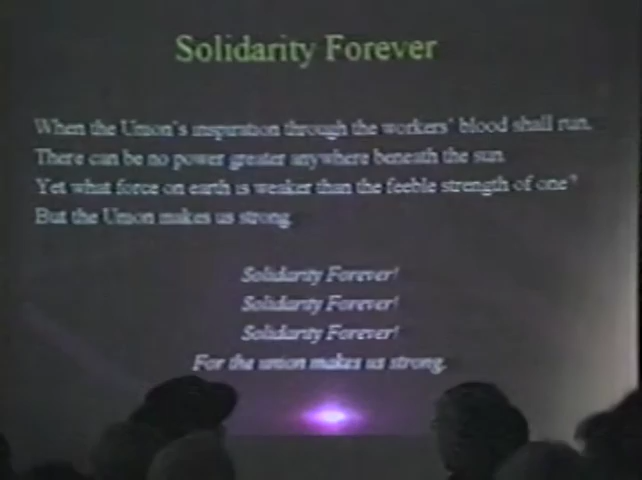 Solidarity Forever
When the Union's inspiration through the workers' blood shall run,
There can be no power greater anywhere beneath the sun
Yet what force on earth is weaker than the feeble strength of one?
But the Union makes us strong.
Solidarity Forever!
Solidarity Forever!
Solidarity Forever!
For the union makes us strong.